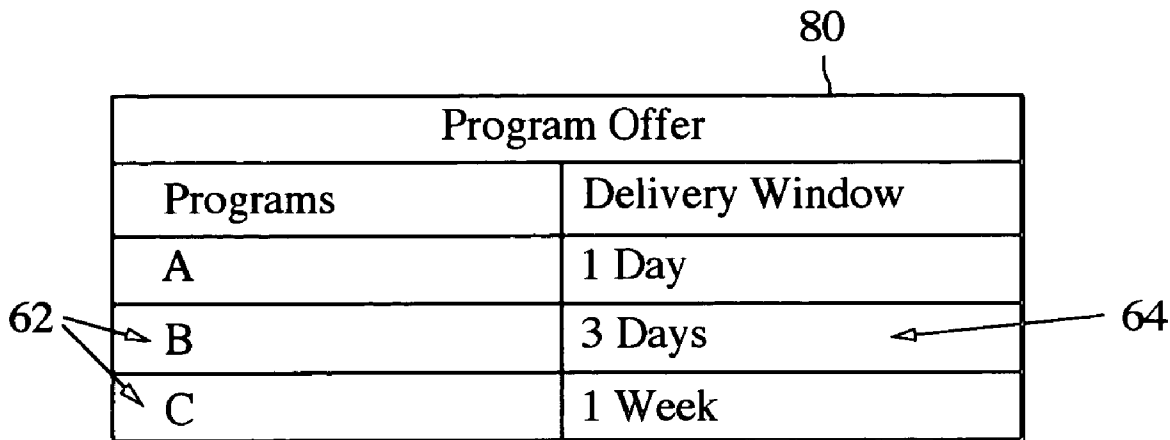 80
Program Offer
Programs Delivery Window
A 1 Day
62 B 3 Days 64
C 1 Week